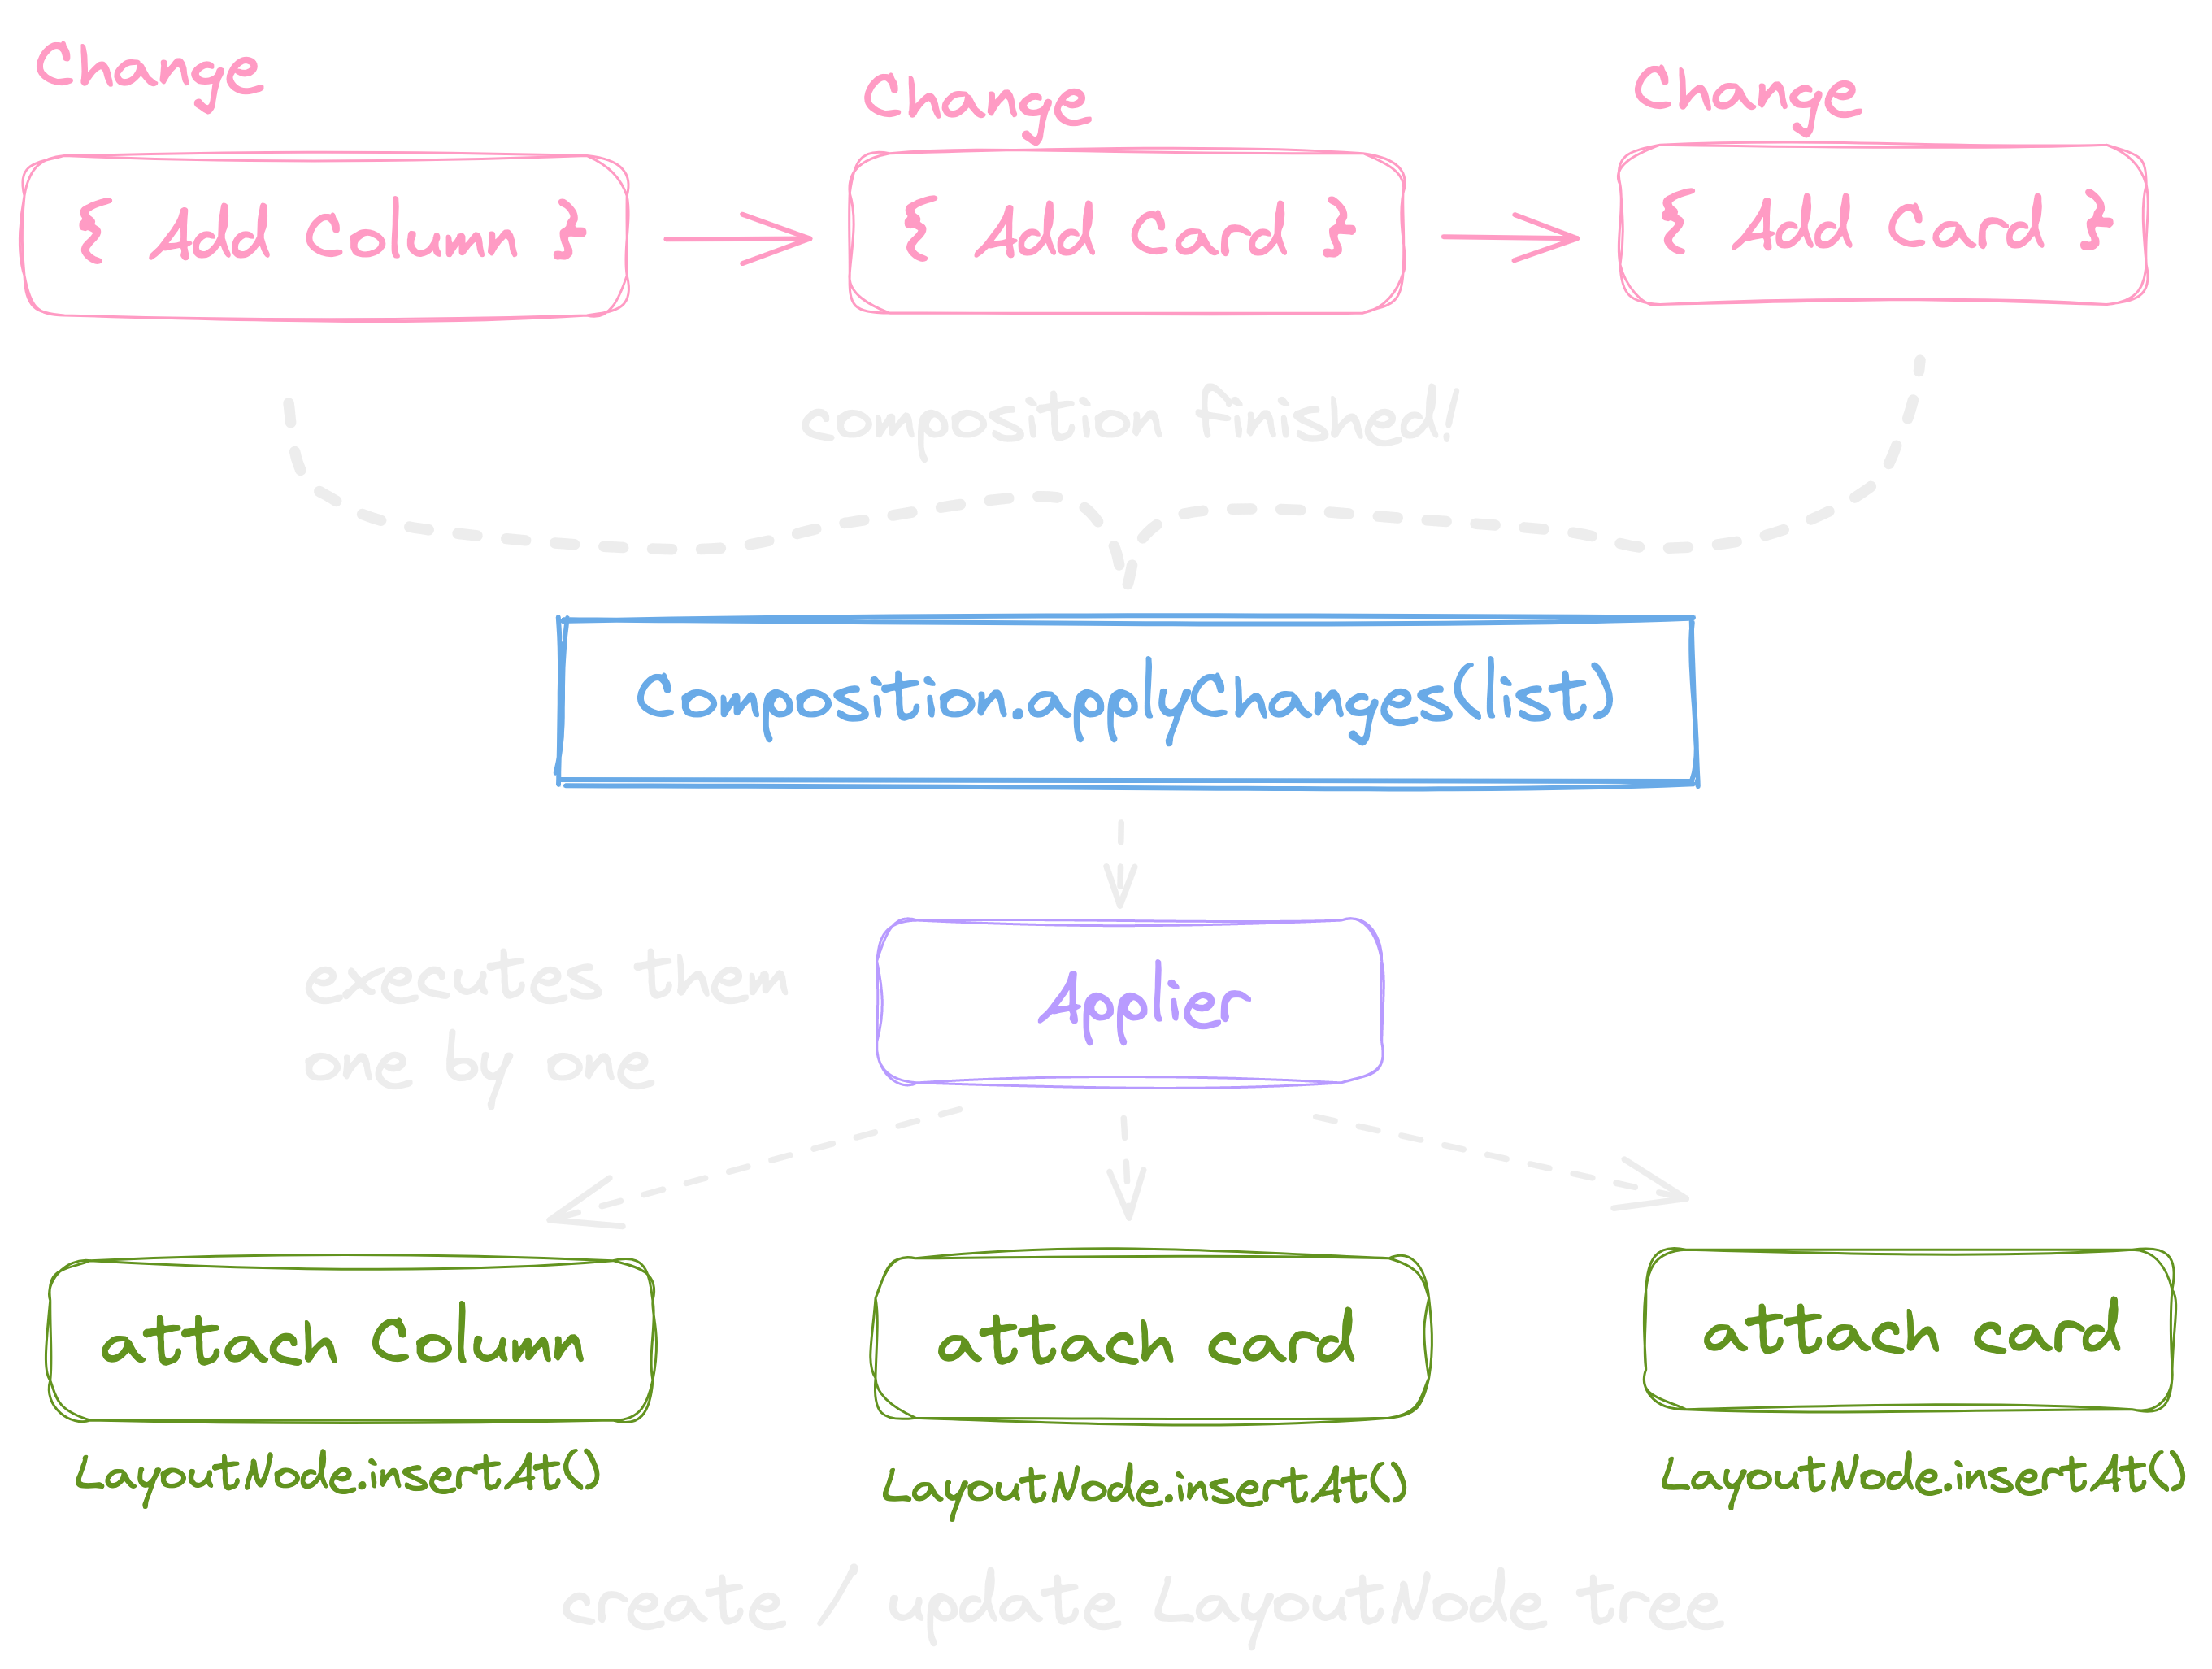 Change
Change
Change
{ Add Column }
{ Add Card }
{ Add Card }
composition finished!
Composition.applyChanges(list)
executes them
one by one
Applier
attach Column
attach card
attach card
LayoutNode.insertAt()
LayoutNode.insertAt()
LayoutNode.insertAt()
create / update LayoutNode tree